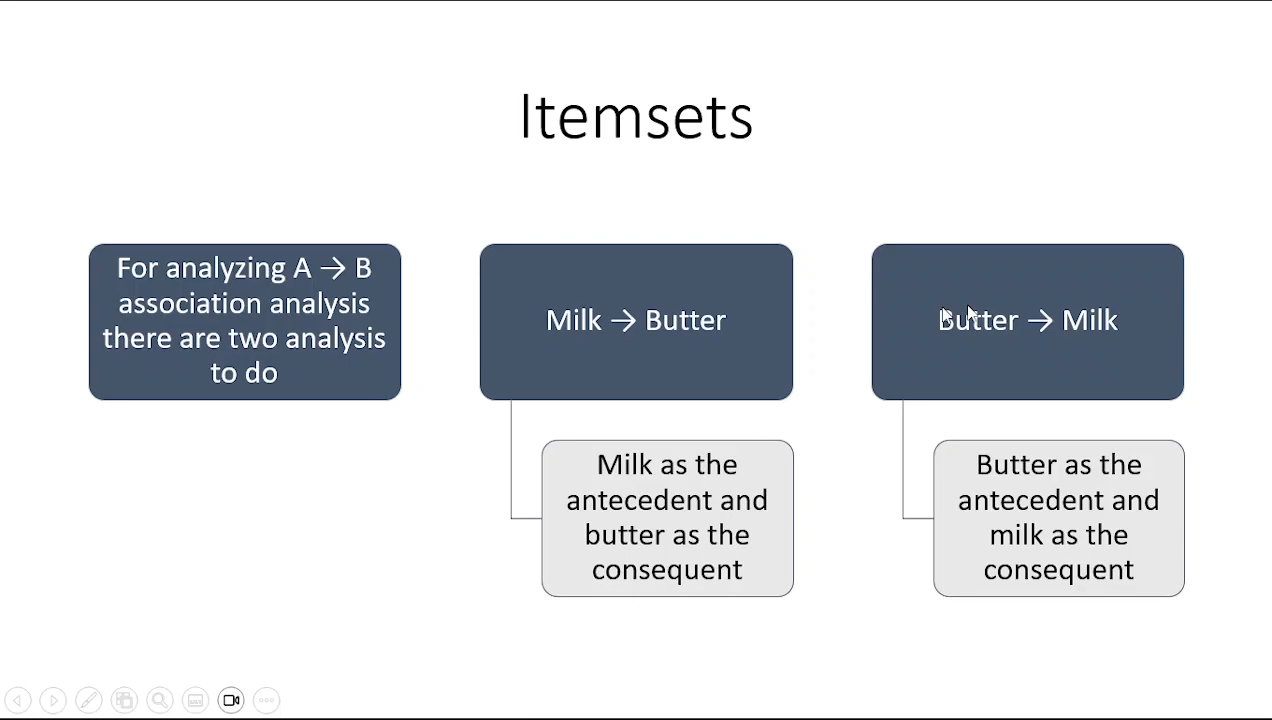 Itemsets
For analyzing A → B
association analysis
there are two analysis
to do
Milk → Butter
Milk as the
antecedent and
butter as the
consequent
Butter → Milk
Butter as the
antecedent and
milk as the
consequent